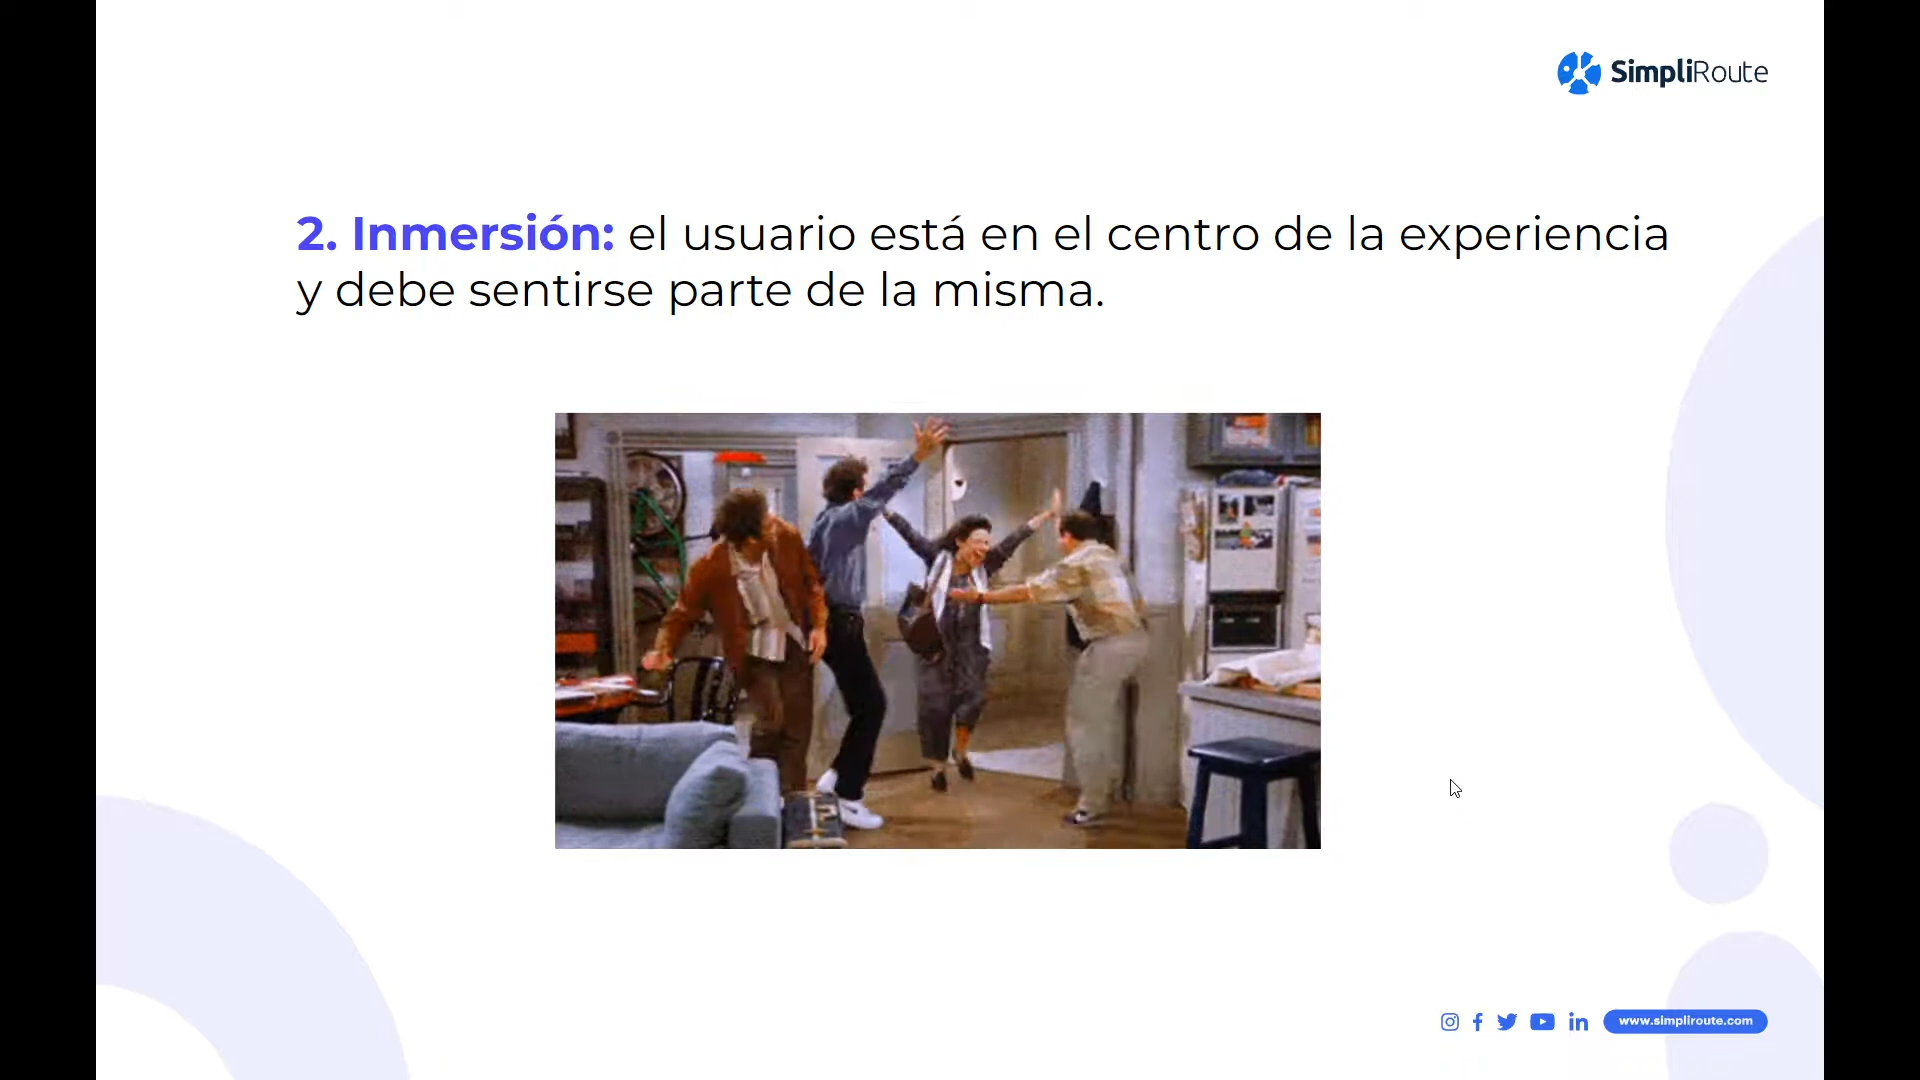 SimpliRoute
2. Inmersión: el usuario está en el centro de la experiencia
y debe sentirse parte de la misma.
www.simpliroute.com